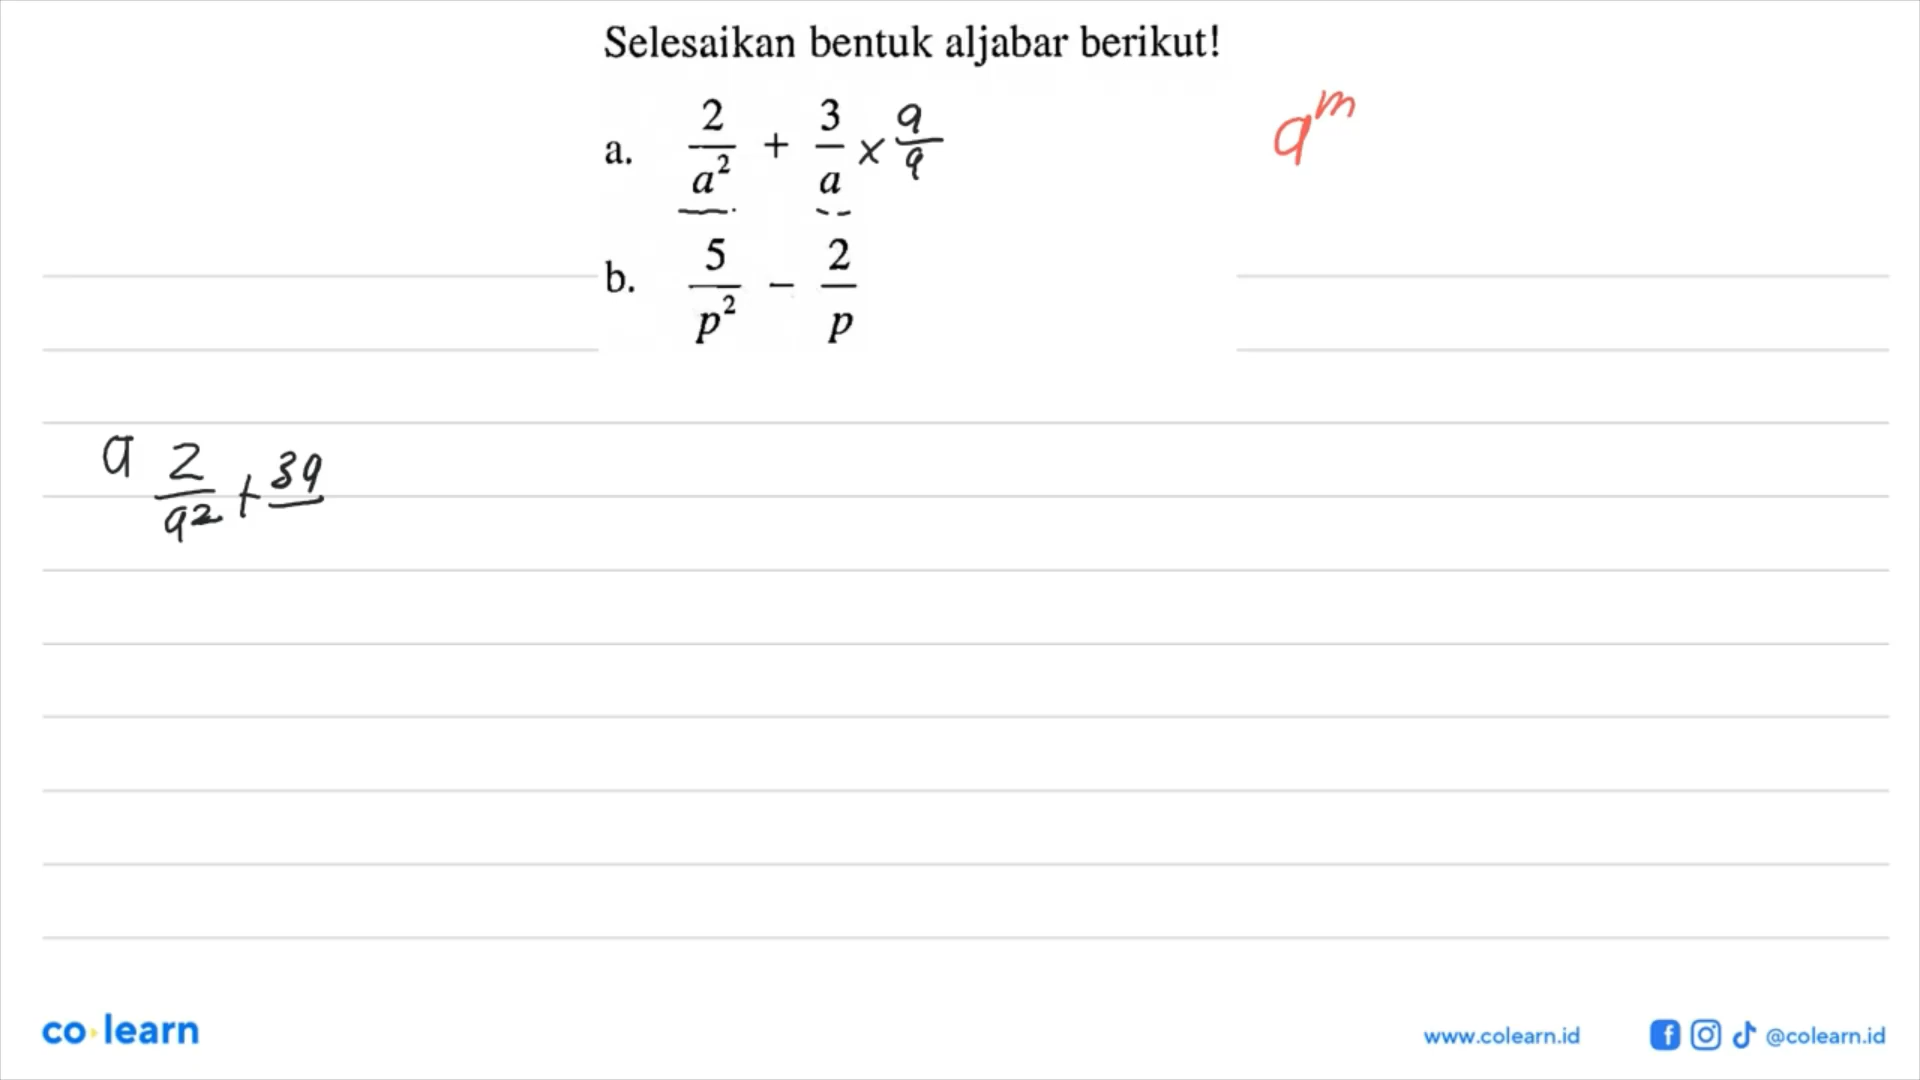 Selesaikan bentuk aljabar berikut!
a. 2/a² + 3/a × a/a
aᵐ
b. 5/p² - 2/p
a 2/a² + 3a
co learn
www.colearn.id
@colearn.id